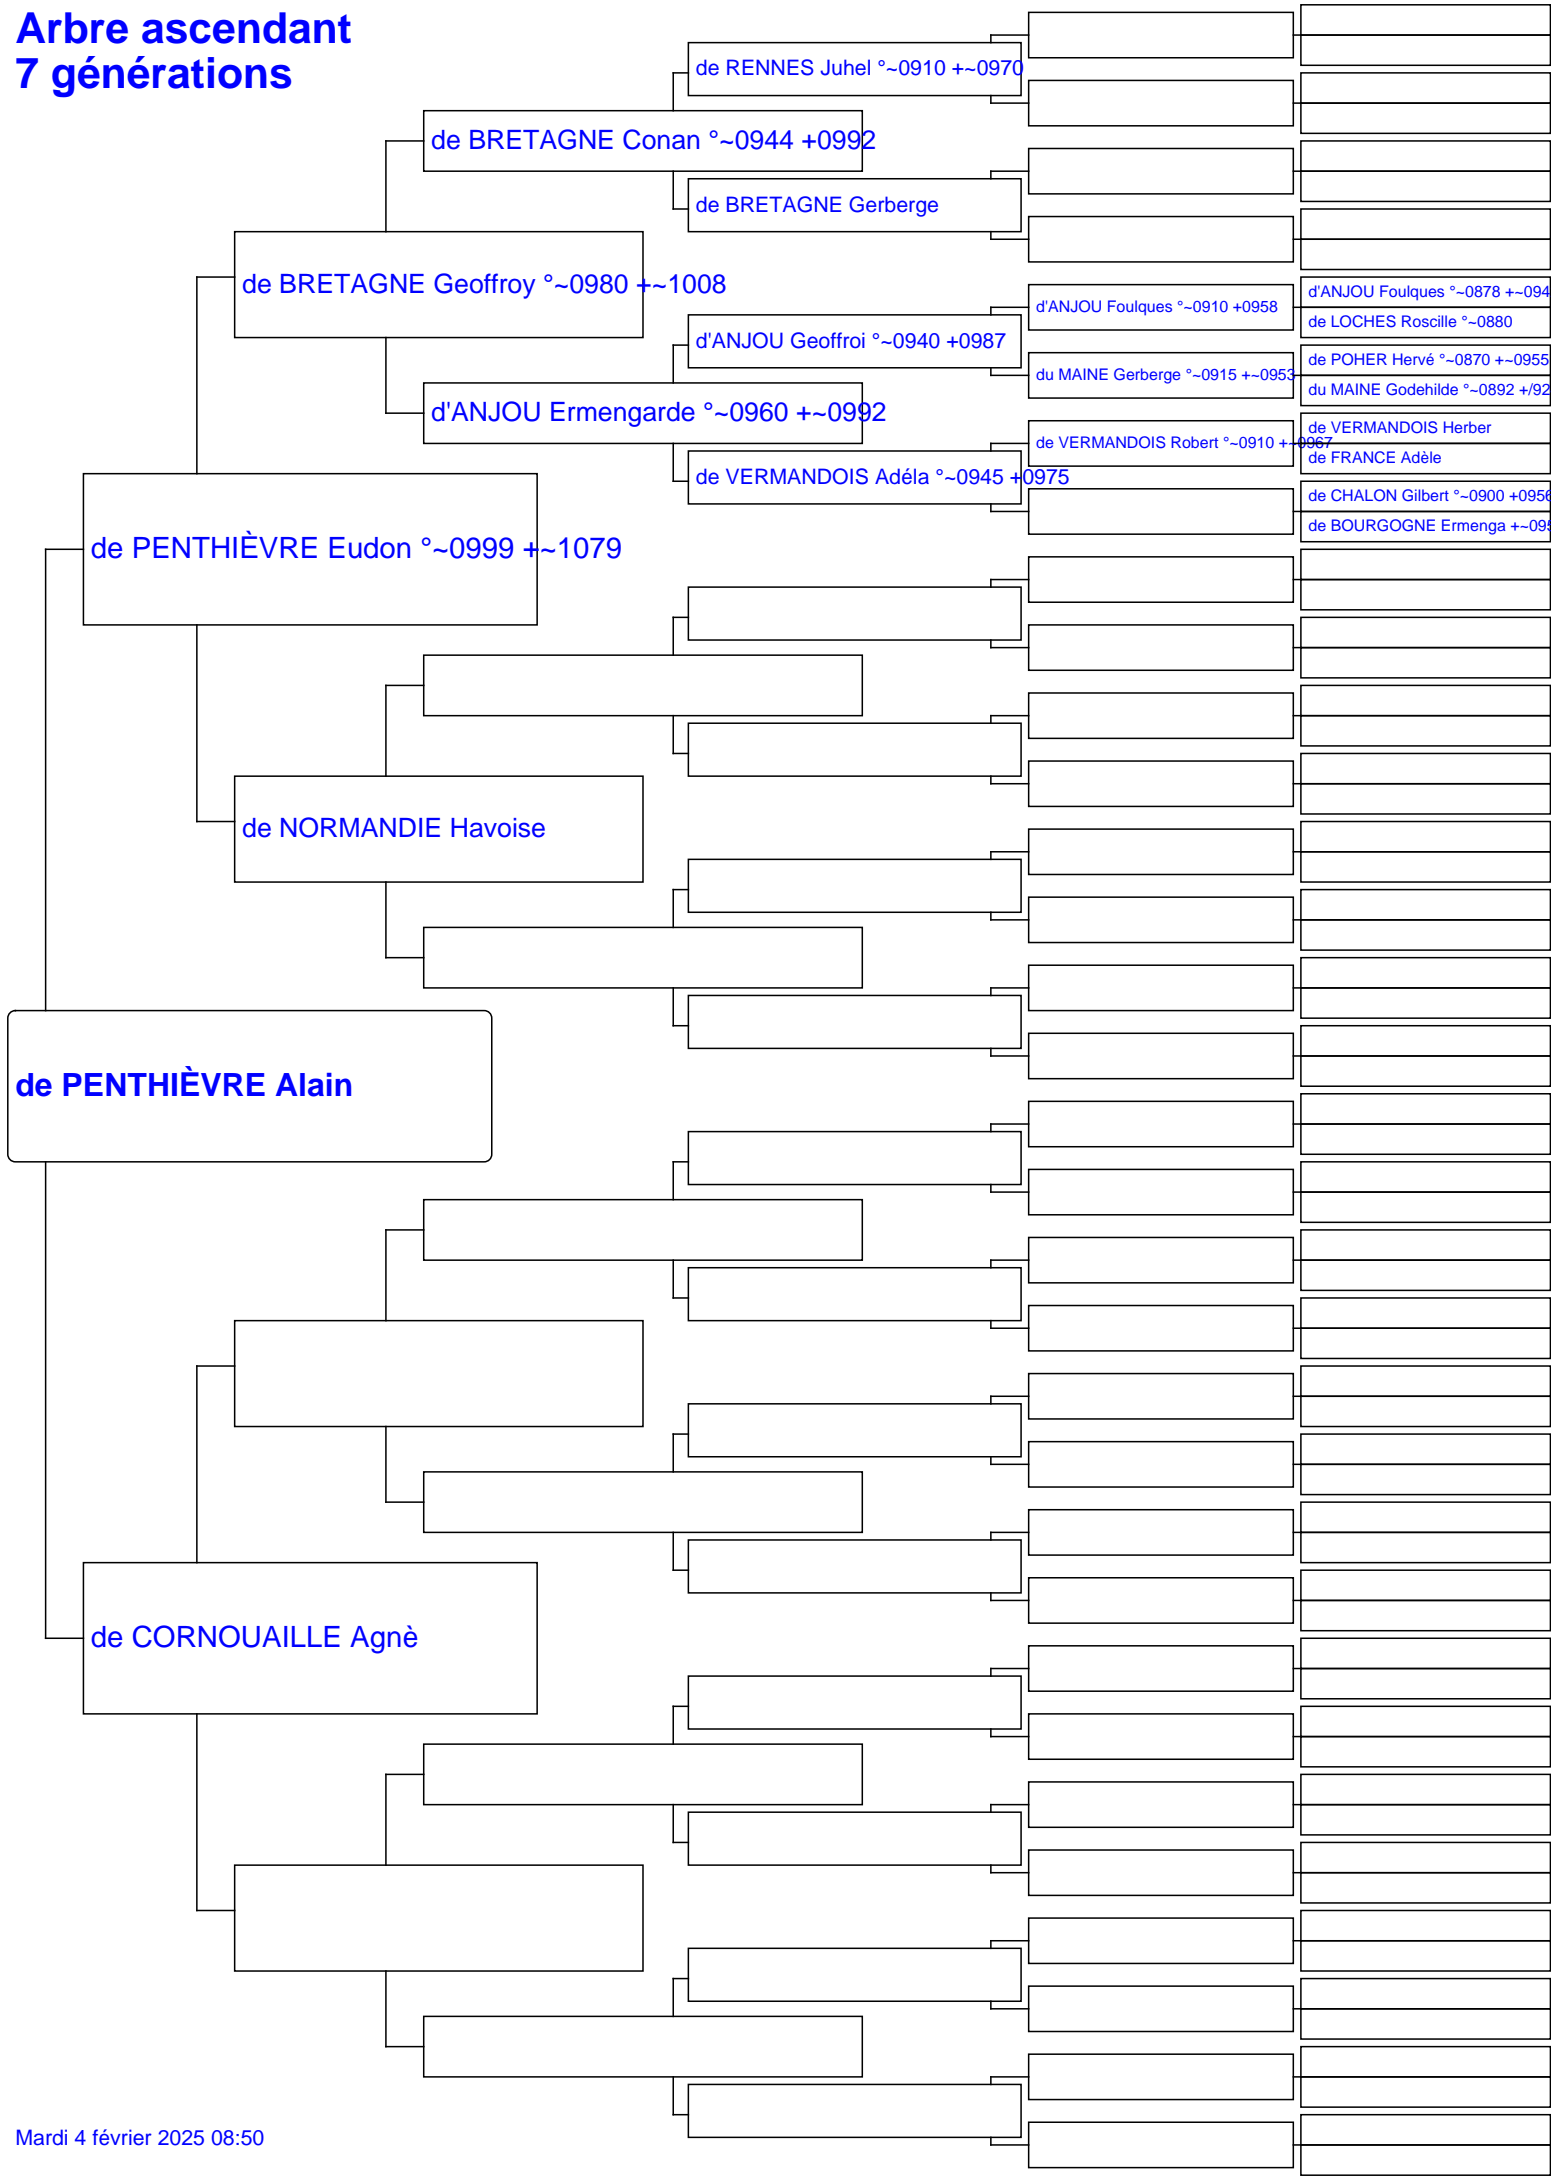 Arbre ascendant
7 générations
de RENNES Juhel °~0910 +~0970
de BRETAGNE Conan °~0944 +0992
de BRETAGNE Gerberge
de BRETAGNE Geoffroy °~0980 +~1008
d'ANJOU Foulques °~0878 +~094
d'ANJOU Foulques °~0910 +0958
de LOCHES Roscille °~0880
d'ANJOU Geoffroi °~0940 +0987
de POHER Hervé °~0870 +~0955
du MAINE Gerberge °~0915 +~0953
du MAINE Godehilde °~0892 +/92
d'ANJOU Ermengarde °~0960 +~0992
de VERMANDOIS Herber
de VERMANDOIS Robert °~0910 +~0967
de FRANCE Adèle
de VERMANDOIS Adéla °~0945 +0975
de CHALON Gilbert °~0900 +0956
de BOURGOGNE Ermenga +~095
de PENTHIÈVRE Eudon °~0999 +~1079
de NORMANDIE Havoise
de PENTHIÈVRE Alain
de CORNOUAILLE Agnè
Mardi 4 février 2025 08:50